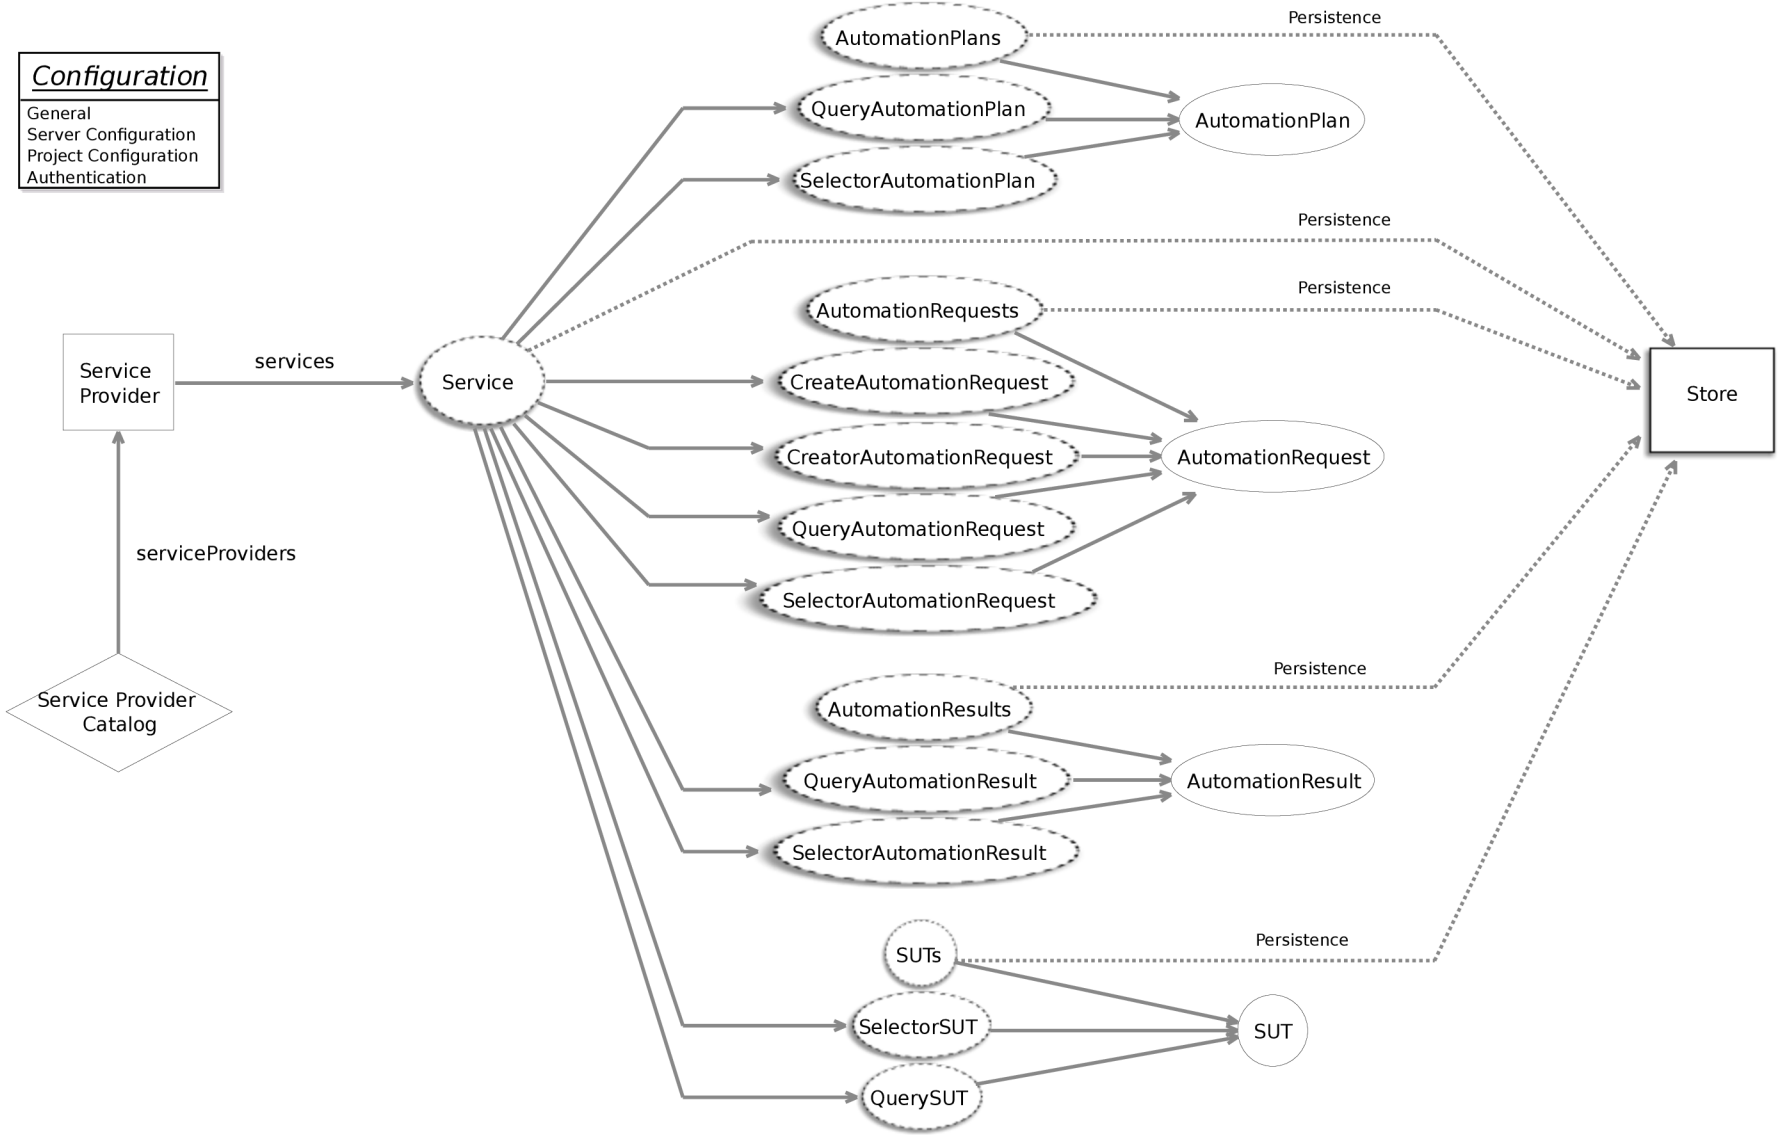 Configuration
General
Server Configuration
Project Configuration
Authentication
AutomationPlans
Persistence
QueryAutomationPlan
AutomationPlan
SelectorAutomationPlan
Persistence
AutomationRequests
Persistence
Service
Provider
services
Service
CreateAutomationRequest
Store
CreatorAutomationRequest
AutomationRequest
QueryAutomationRequest
serviceProviders
SelectorAutomationRequest
Persistence
Service Provider
Catalog
AutomationResults
QueryAutomationResult
AutomationResult
SelectorAutomationResult
SUTs
Persistence
SelectorSUT
SUT
QuerySUT